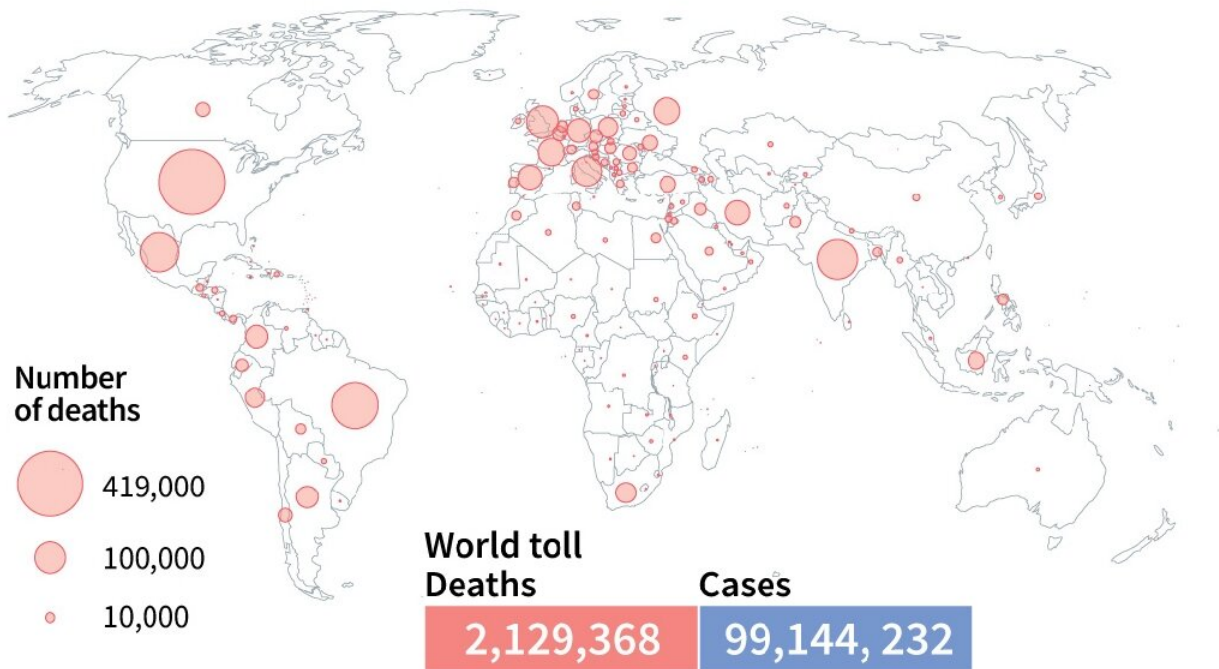 Number
of deaths
419,000
100,000
10,000
World toll
Deaths
Cases
2,129,368
99,144, 232